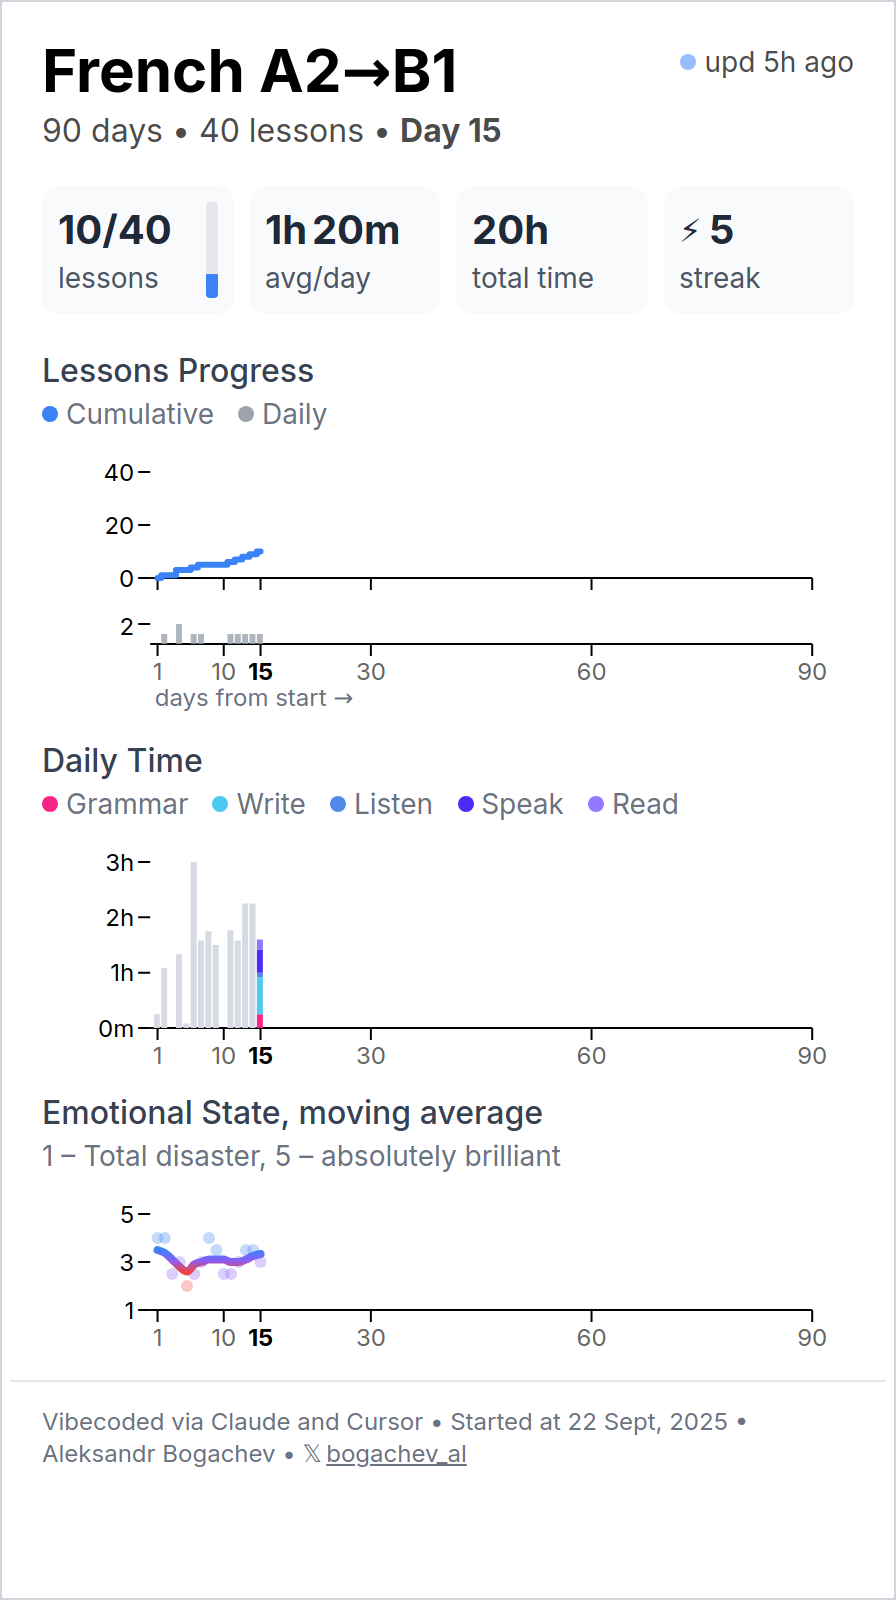 French A2→B1
upd 5h ago
90 days • 40 lessons • Day 15
10/40
lessons
1h 20m
avg/day
20h
total time
⚡ 5
streak
Lessons Progress
Cumulative
Daily
40
20
0
2
1 10 15 30 60 90
days from start →
Daily Time
Grammar
Write
Listen
Speak
Read
3h
2h
1h
0m
1 10 15 30 60 90
Emotional State, moving average
1 – Total disaster, 5 – absolutely brilliant
5
3
1
1 10 15 30 60 90
Vibecoded via Claude and Cursor • Started at 22 Sept, 2025 •
Aleksandr Bogachev • 𝕏 bogachev_al